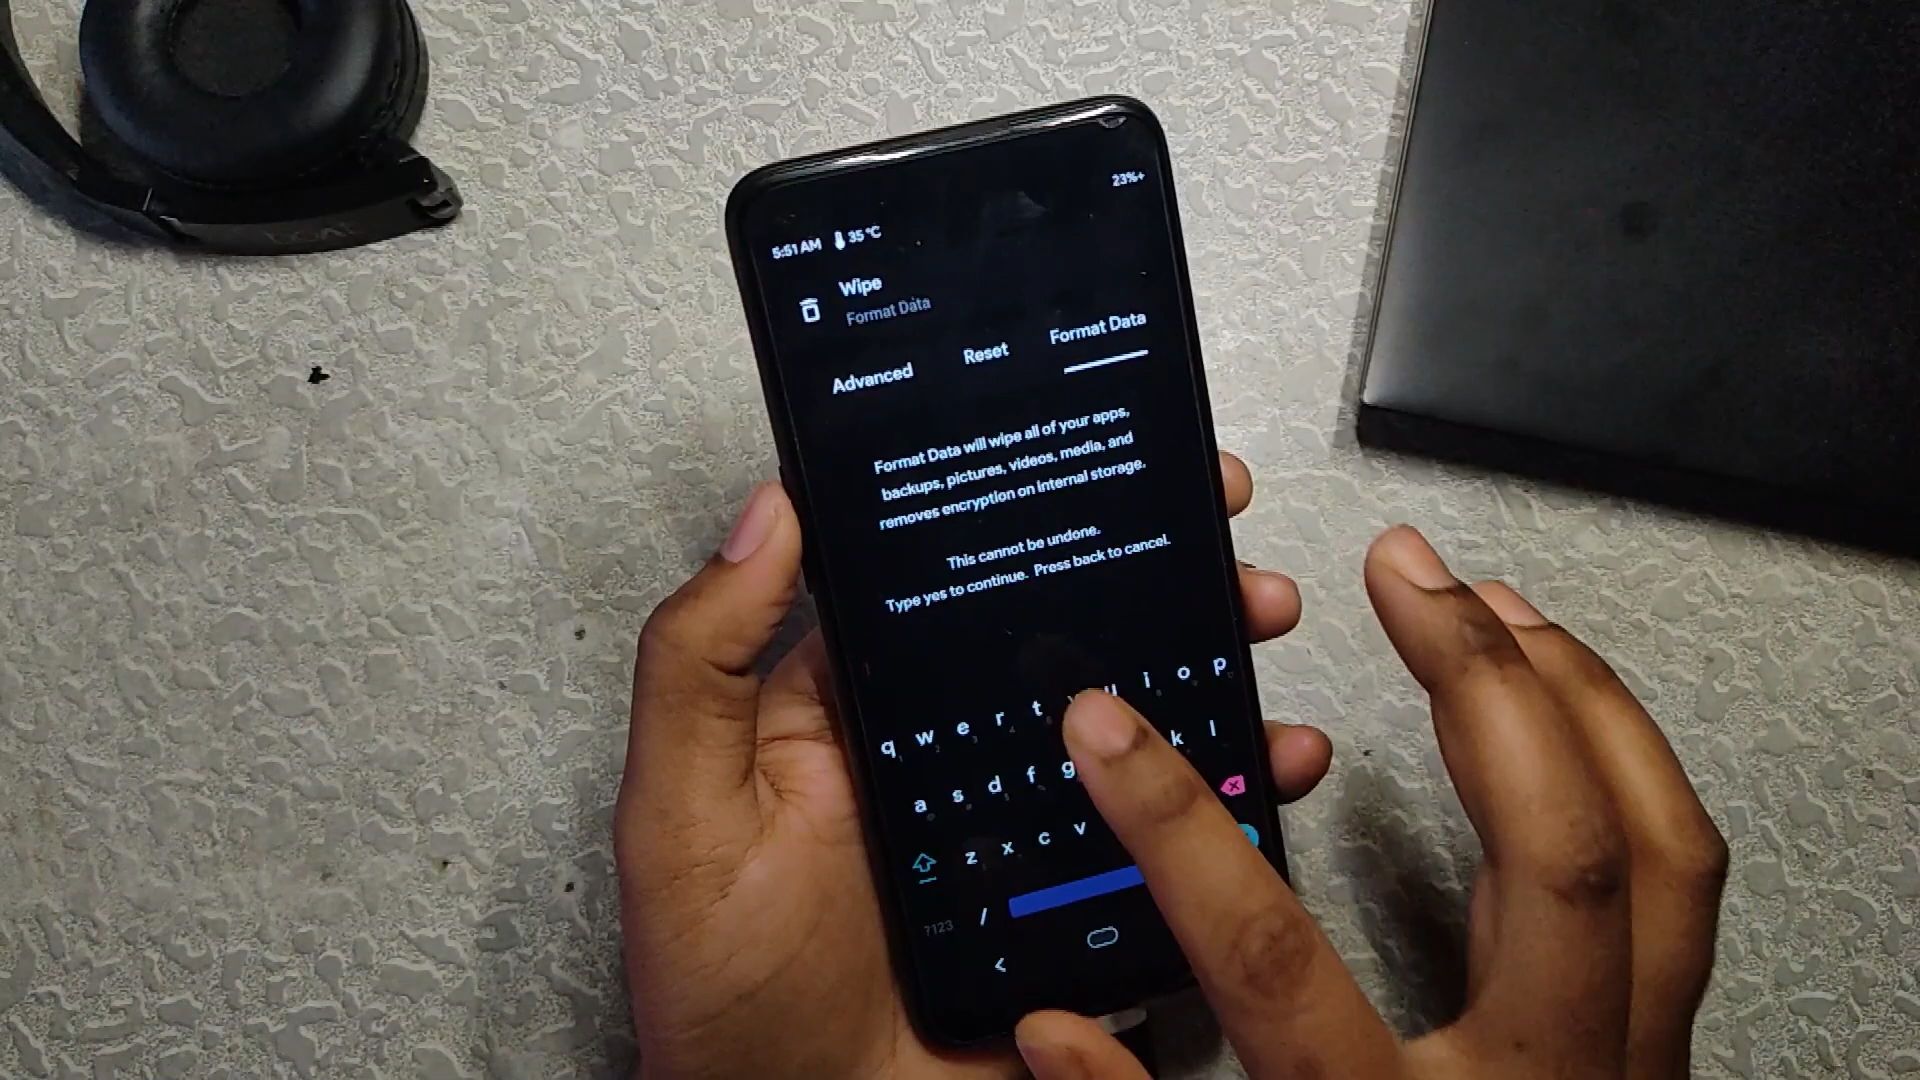 23%+
5:51 AM 35 °C
Wipe
Format Data
Advanced Reset Format Data
Format Data will wipe all of your apps,
backups, pictures, videos, media, and
removes encryption on internal storage.
This cannot be undone.
Type yes to continue. Press back to cancel.
q w e r t y u i o p
a s d f g k l
z x c v
?123 /
boAt